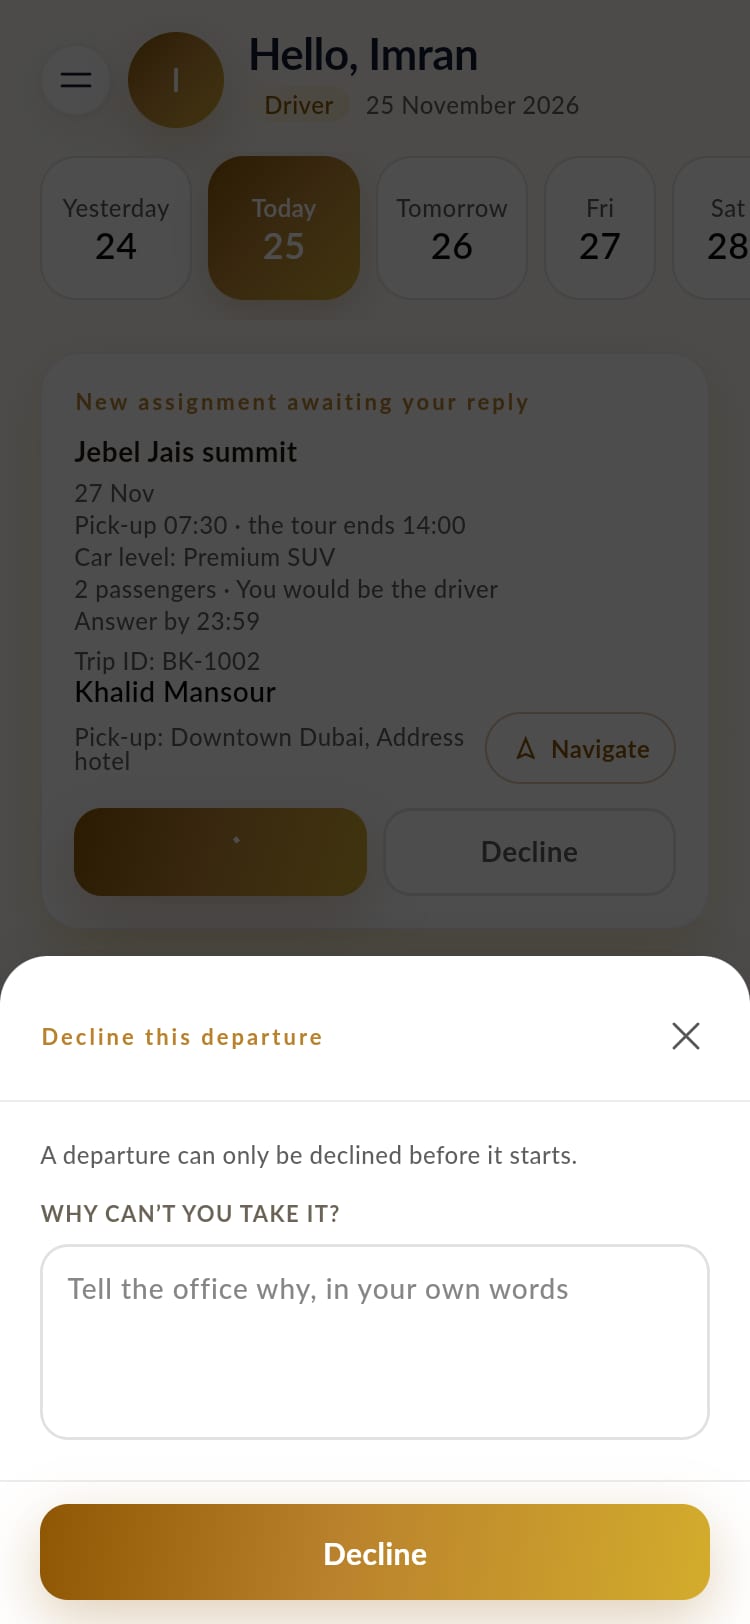 I
Hello, Imran
Driver
25 November 2026
Yesterday
24
Today
25
Tomorrow
26
Fri
27
Sat
28
New assignment awaiting your reply
Jebel Jais summit
27 Nov
Pick-up 07:30 · the tour ends 14:00
Car level: Premium SUV
2 passengers · You would be the driver
Answer by 23:59
Trip ID: BK-1002
Khalid Mansour
Pick-up: Downtown Dubai, Address
hotel
Navigate
Decline
Decline this departure
A departure can only be declined before it starts.
WHY CAN’T YOU TAKE IT?
Tell the office why, in your own words
Decline